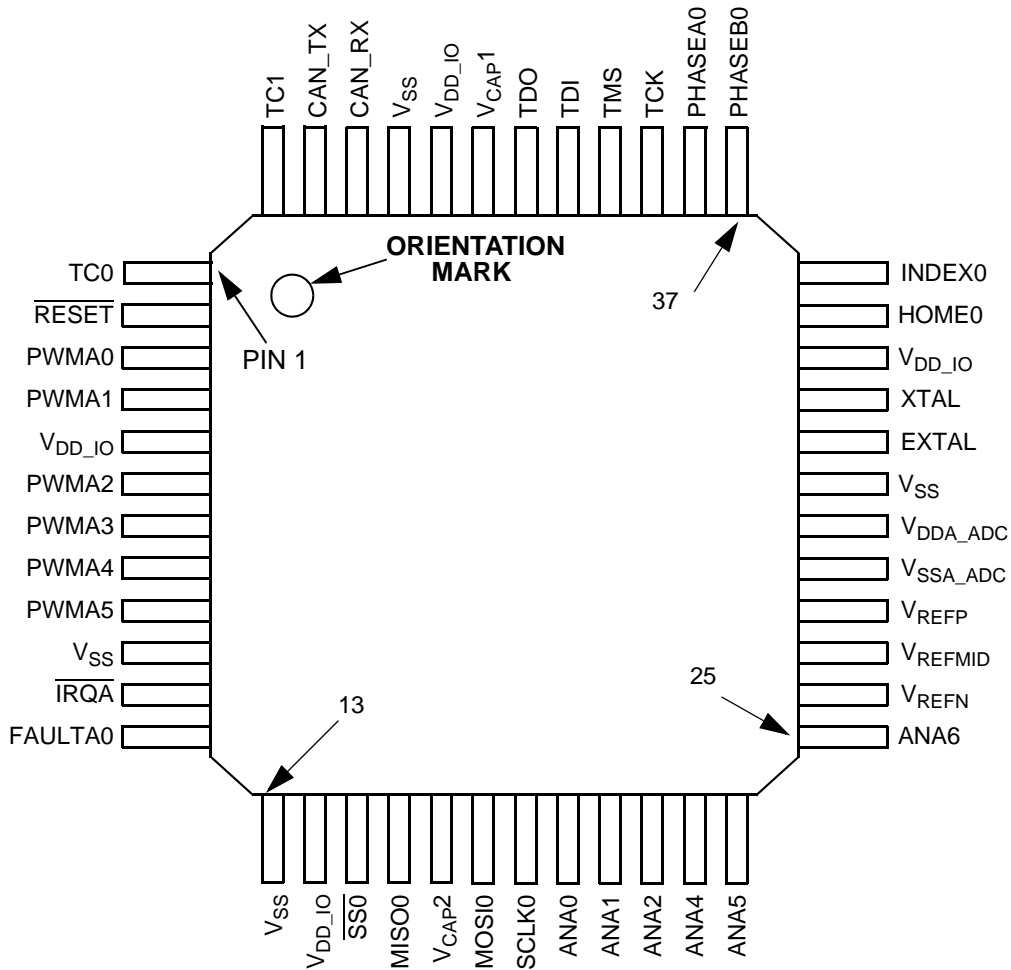 TC1
CAN_TX
CAN_RX
VSS
VDD_IO
VCAP1
TDO
TDI
TMS
TCK
PHASEA0
PHASEB0
ORIENTATION
MARK
37
PIN 1
TC0
RESET
PWMA0
PWMA1
VDD_IO
PWMA2
PWMA3
PWMA4
PWMA5
VSS
IRQA
FAULTA0
INDEX0
HOME0
VDD_IO
XTAL
EXTAL
VSS
VDDA_ADC
VSSA_ADC
VREFP
VREFMID
VREFN
ANA6
25
13
VSS
VDD_IO
SS0
MISO0
VCAP2
MOSI0
SCLK0
ANA0
ANA1
ANA2
ANA4
ANA5